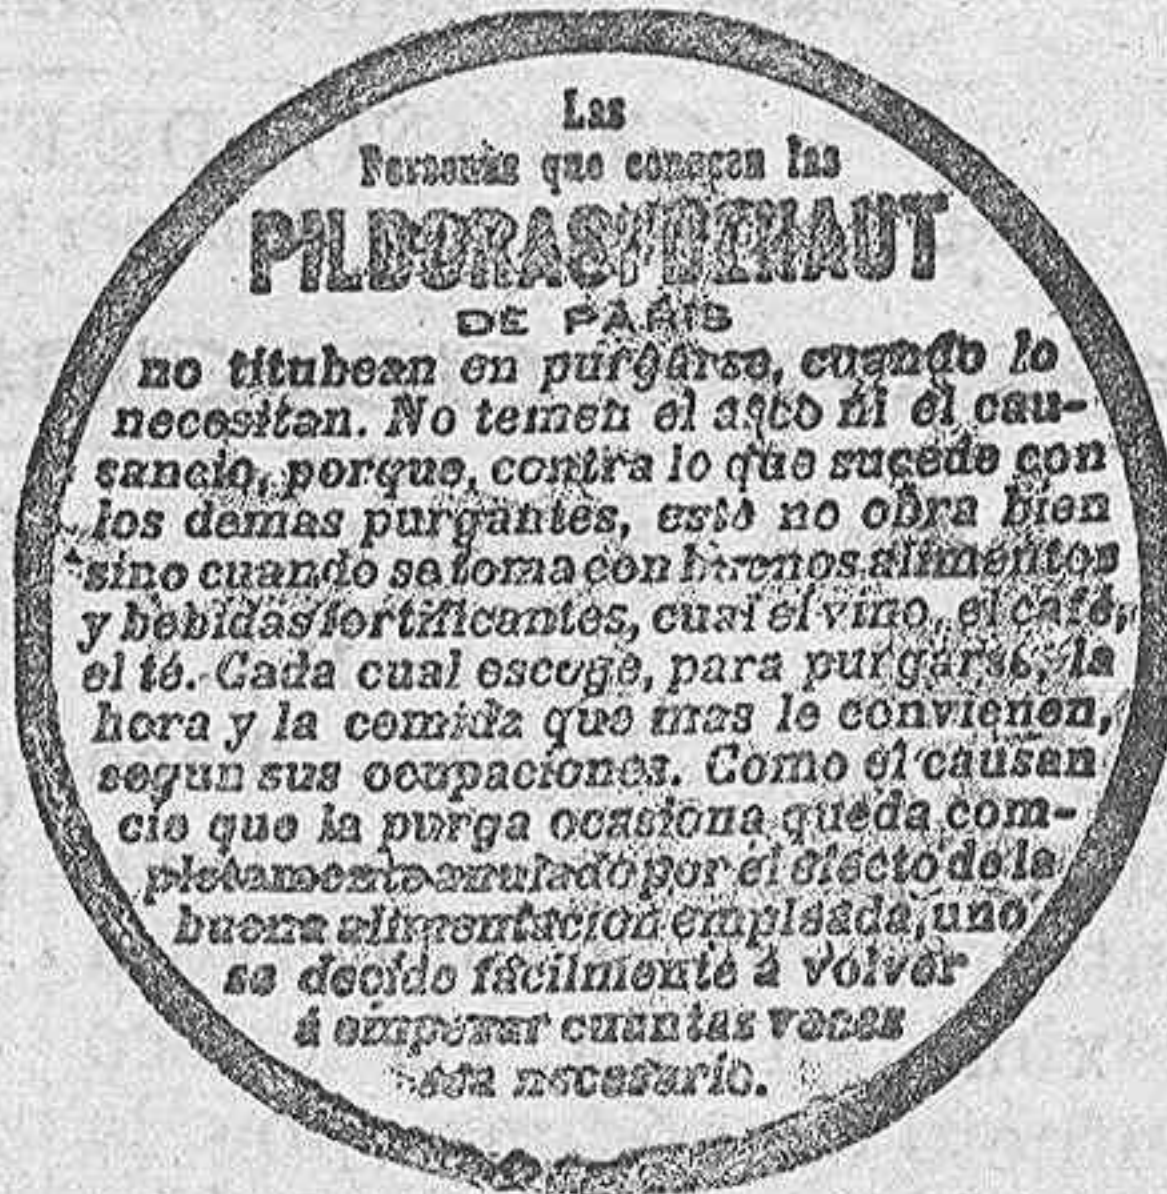 Las
Personas que conocen las
PILDORAS DEHAUT
DE PARIS
no titubean en purgarse, cuando lo
necesitan. No temen el asco ni el cau-
sancio, porque, contra lo que sucede con
los demas purgantes, este no obra bien
sino cuando se toma con buenos alimentos
y bebidas fortificantes, cual el vino, el café,
el té. Cada cual escoge, para purgarse, la
hora y la comida que mas le convienen,
segun sus ocupaciones. Como el causan
cio que la purga ocasiona queda com-
pletamente anulado por el efecto de la
buena alimentacion empleada, uno
se decide fácilmente á volver
á empezar cuantas veces
sea necesario.